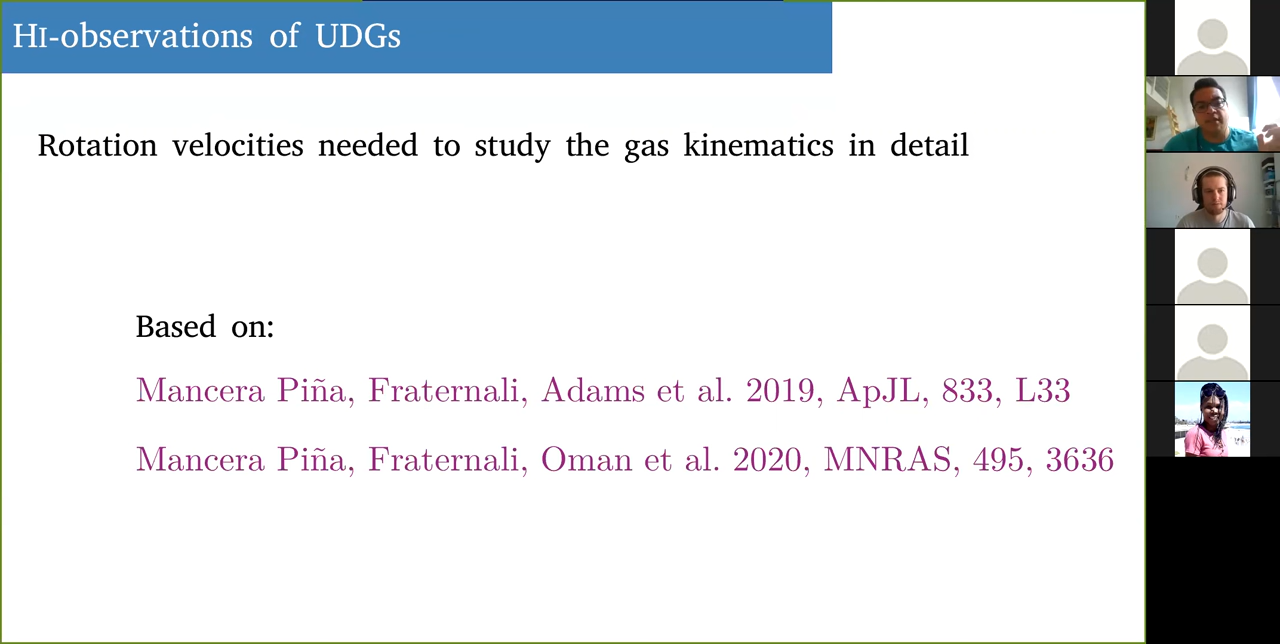 HI-observations of UDGs
Rotation velocities needed to study the gas kinematics in detail
Based on:
Mancera Piña, Fraternali, Adams et al. 2019, ApJL, 833, L33
Mancera Piña, Fraternali, Oman et al. 2020, MNRAS, 495, 3636